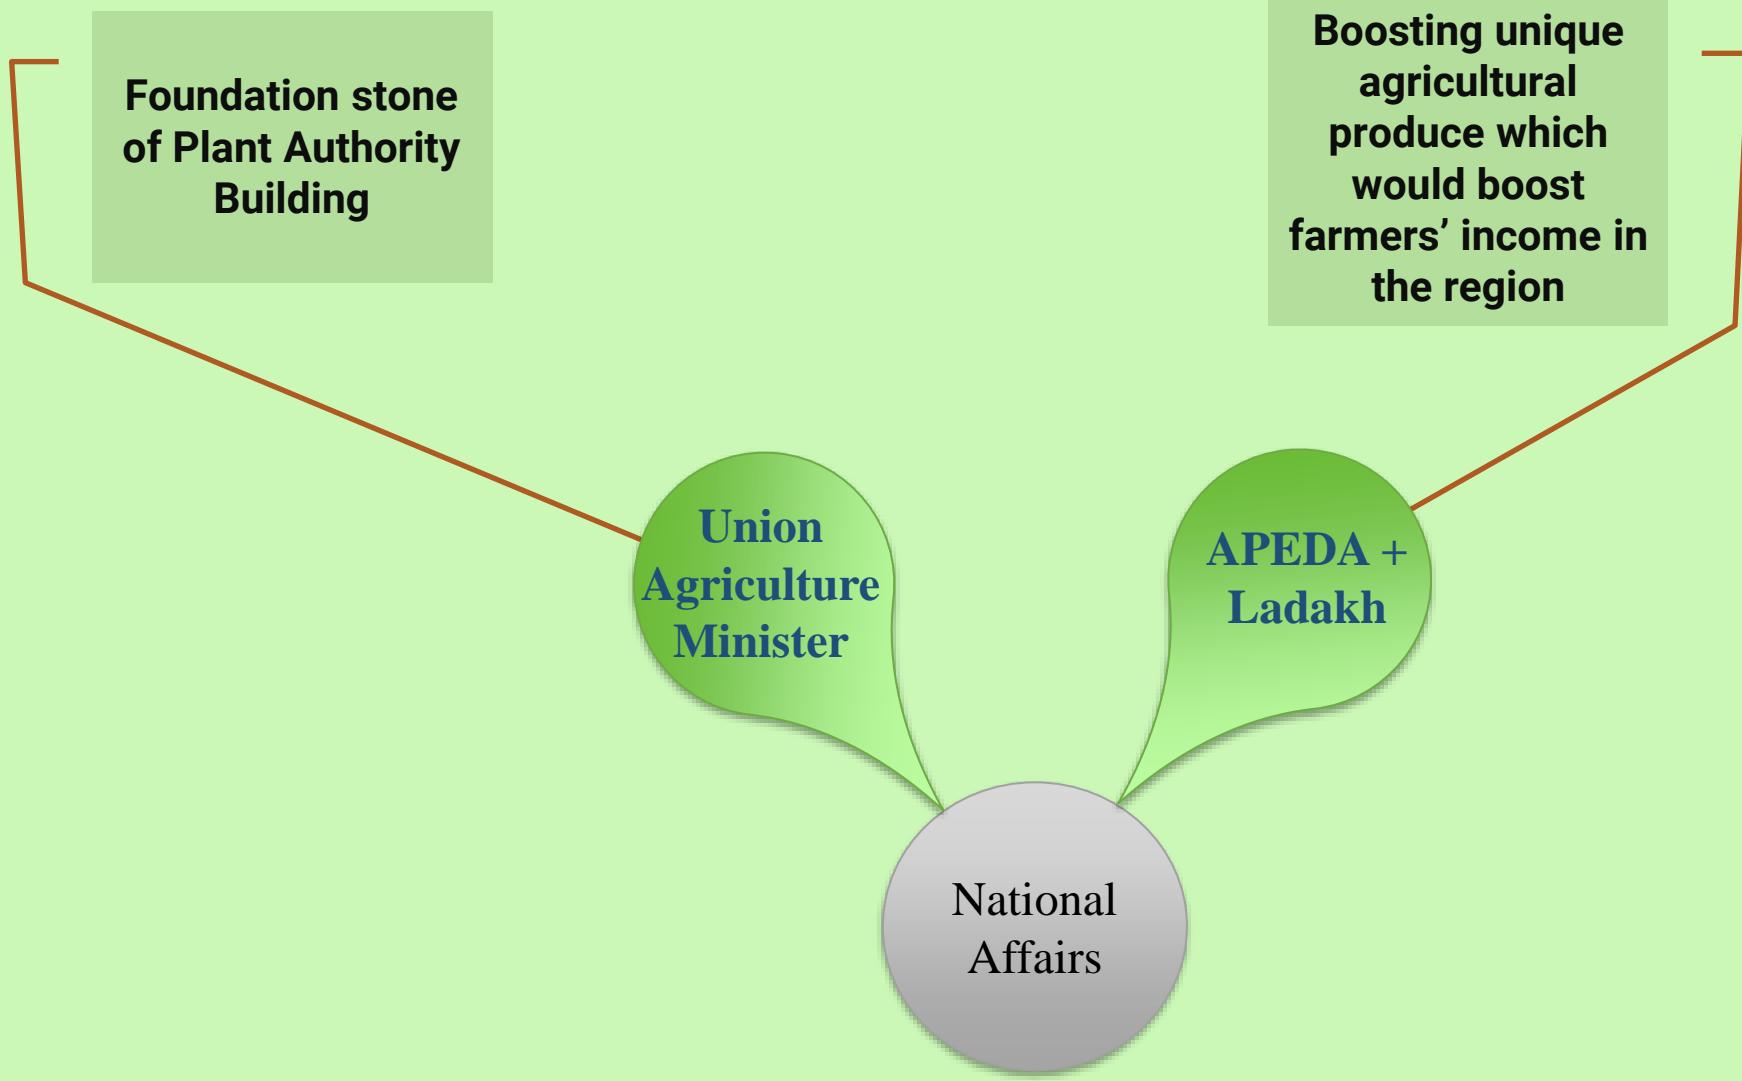 Foundation stone
of Plant Authority
Building
Boosting unique
agricultural
produce which
would boost
farmers’ income in
the region
Union
Agriculture
Minister
APEDA +
Ladakh
National
Affairs